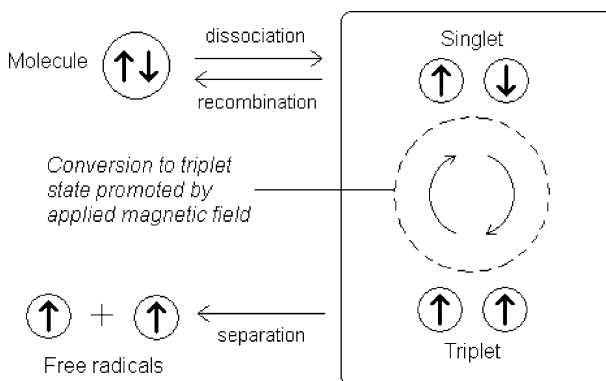 Molecule
dissociation
recombination
Singlet
Conversion to triplet
state promoted by
applied magnetic field
+
separation
Free radicals
Triplet